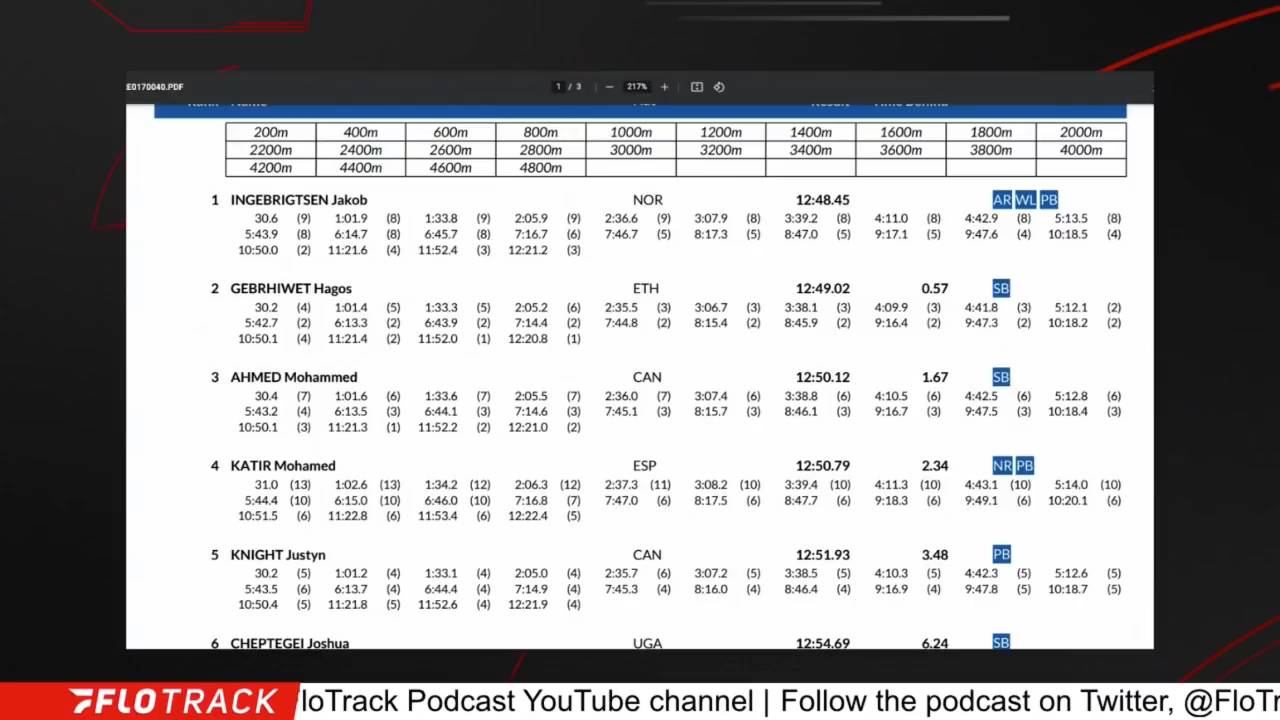 E0170040.PDF 1 / 3 217%
200m 400m 600m 800m 1000m 1200m 1400m 1600m 1800m 2000m
2200m 2400m 2600m 2800m 3000m 3200m 3400m 3600m 3800m 4000m
4200m 4400m 4600m 4800m
1 INGEBRIGTSEN Jakob NOR 12:48.45 AR WL PB
30.6 (9) 1:01.9 (8) 1:33.8 (9) 2:05.9 (9) 2:36.6 (9) 3:07.9 (8) 3:39.2 (8) 4:11.0 (8) 4:42.9 (8) 5:13.5 (8)
5:43.9 (8) 6:14.7 (8) 6:45.7 (8) 7:16.7 (6) 7:46.7 (5) 8:17.3 (5) 8:47.0 (5) 9:17.1 (5) 9:47.6 (4) 10:18.5 (4)
10:50.0 (2) 11:21.6 (4) 11:52.4 (3) 12:21.2 (3)
2 GEBRHIWET Hagos ETH 12:49.02 0.57 SB
30.2 (4) 1:01.4 (5) 1:33.3 (5) 2:05.2 (6) 2:35.5 (3) 3:06.7 (3) 3:38.1 (3) 4:09.9 (3) 4:41.8 (3) 5:12.1 (2)
5:42.7 (2) 6:13.3 (2) 6:43.9 (2) 7:14.4 (2) 7:44.8 (2) 8:15.4 (2) 8:45.9 (2) 9:16.4 (2) 9:47.3 (2) 10:18.2 (2)
10:50.1 (4) 11:21.4 (2) 11:52.0 (1) 12:20.8 (1)
3 AHMED Mohammed CAN 12:50.12 1.67 SB
30.4 (7) 1:01.6 (6) 1:33.6 (7) 2:05.5 (7) 2:36.0 (7) 3:07.4 (6) 3:38.8 (6) 4:10.5 (6) 4:42.5 (6) 5:12.8 (6)
5:43.2 (4) 6:13.5 (3) 6:44.1 (3) 7:14.6 (3) 7:45.1 (3) 8:15.7 (3) 8:46.1 (3) 9:16.7 (3) 9:47.5 (3) 10:18.4 (3)
10:50.1 (3) 11:21.3 (1) 11:52.2 (2) 12:21.0 (2)
4 KATIR Mohamed ESP 12:50.79 2.34 NR PB
31.0 (13) 1:02.6 (13) 1:34.2 (12) 2:06.3 (12) 2:37.3 (11) 3:08.2 (10) 3:39.4 (10) 4:11.3 (10) 4:43.1 (10) 5:14.0 (10)
5:44.4 (10) 6:15.0 (10) 6:46.0 (10) 7:16.8 (7) 7:47.0 (6) 8:17.5 (6) 8:47.7 (6) 9:18.3 (6) 9:49.1 (6) 10:20.1 (6)
10:51.5 (6) 11:22.8 (6) 11:53.4 (6) 12:22.4 (5)
5 KNIGHT Justyn CAN 12:51.93 3.48 PB
30.2 (5) 1:01.2 (4) 1:33.1 (4) 2:05.0 (4) 2:35.7 (6) 3:07.2 (5) 3:38.5 (5) 4:10.3 (5) 4:42.3 (5) 5:12.6 (5)
5:43.5 (6) 6:13.7 (4) 6:44.4 (4) 7:14.9 (4) 7:45.3 (4) 8:16.0 (4) 8:46.4 (4) 9:16.9 (4) 9:47.8 (5) 10:18.7 (5)
10:50.4 (5) 11:21.8 (5) 11:52.6 (4) 12:21.9 (4)
6 CHEPTEGEI Joshua UGA 12:54.69 6.24 SB
FLOTRACK loTrack Podcast YouTube channel | Follow the podcast on Twitter, @FloTr